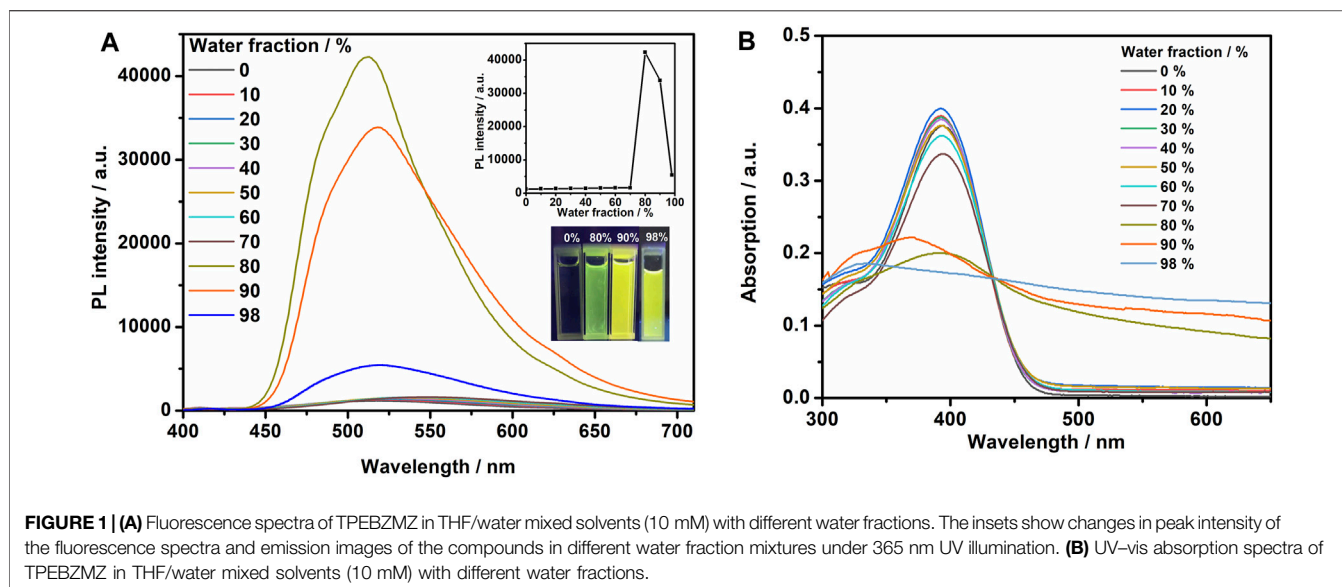 A
Water fraction / %
0
10
20
30
40
50
60
70
80
90
98
PL intensity / a.u.
40000
30000
20000
10000
0
400 450 500 550 600 650 700
Wavelength / nm
PL intensity / a.u.
40000
30000
20000
10000
0
0 20 40 60 80 100
Water fraction / %
0% 80% 90% 98%
B
Absorption / a.u.
0.5
0.4
0.3
0.2
0.1
0.0
300 400 500 600
Wavelength / nm
Water fraction / %
0 %
10 %
20 %
30 %
40 %
50 %
60 %
70 %
80 %
90 %
98 %
FIGURE 1 | (A) Fluorescence spectra of TPEBZMZ in THF/water mixed solvents (10 mM) with different water fractions. The insets show changes in peak intensity of
the fluorescence spectra and emission images of the compounds in different water fraction mixtures under 365 nm UV illumination. (B) UV–vis absorption spectra of
TPEBZMZ in THF/water mixed solvents (10 mM) with different water fractions.